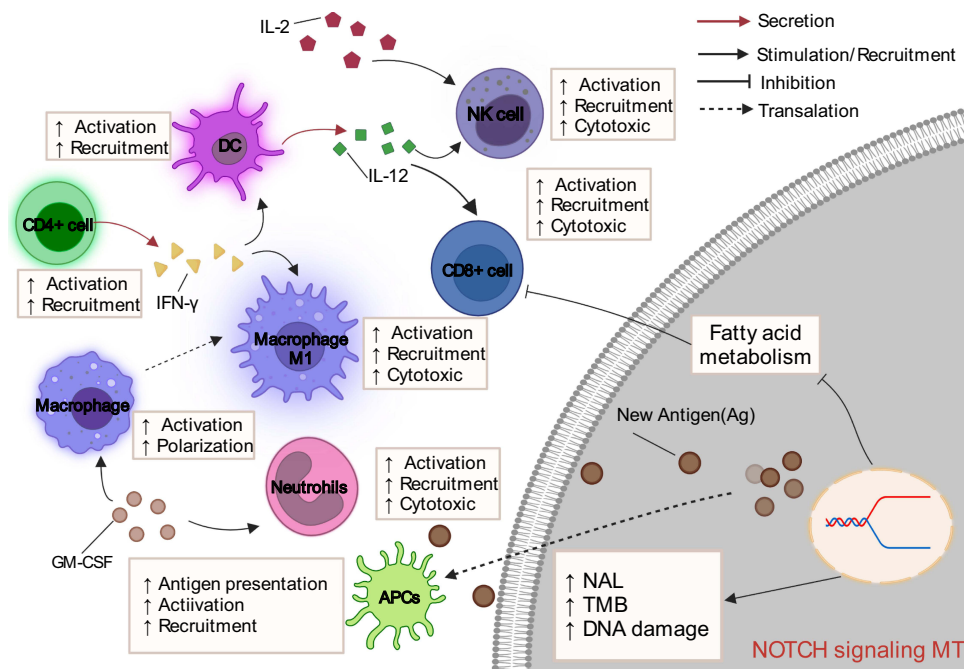 IL-2
Secretion
Stimulation/Recruitment
Inhibition
Transalation
↑ Activation
↑ Recruitment
↑ Cytotoxic
NK cell
↑ Activation
↑ Recruitment
DC
IL-12
↑ Activation
↑ Recruitment
↑ Cytotoxic
CD4+ cell
CD8+ cell
↑ Activation
↑ Recruitment
IFN-γ
Macrophage
M1
↑ Activation
↑ Recruitment
↑ Cytotoxic
Fatty acid
metabolism
Macrophage
↑ Activation
↑ Polarization
New Antigen(Ag)
Neutrohils
↑ Activation
↑ Recruitment
↑ Cytotoxic
GM-CSF
↑ Antigen presentation
↑ Actiivation
↑ Recruitment
APCs
↑ NAL
↑ TMB
↑ DNA damage
NOTCH signaling MT